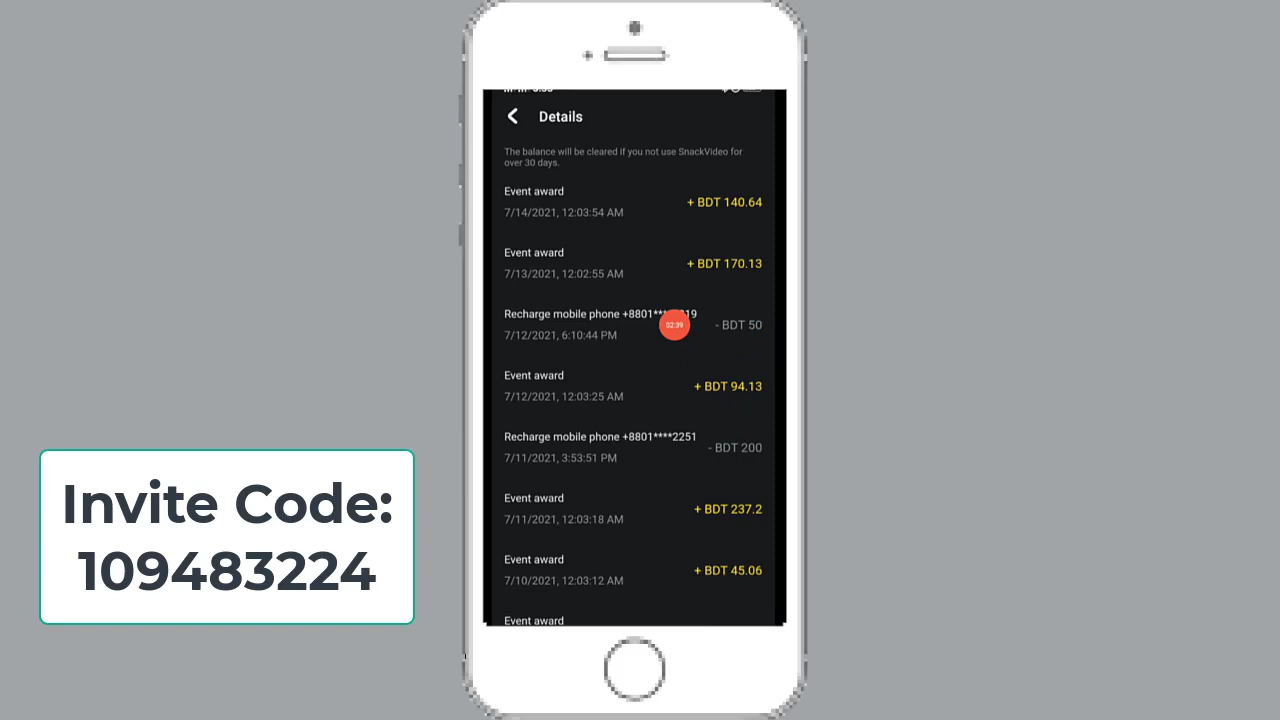 Details
The balance will be cleared if you not use SnackVideo for
over 30 days.
Event award
+ BDT 140.64
7/14/2021, 12:03:54 AM
Event award
+ BDT 170.13
7/13/2021, 12:02:55 AM
Recharge mobile phone
- BDT 50
7/12/2021, 6:10:44 PM
02:39
Event award
+ BDT 94.13
7/12/2021, 12:03:25 AM
Recharge mobile phone +8801****2251
- BDT 200
7/11/2021, 3:53:51 PM
Event award
+ BDT 237.2
7/11/2021, 12:03:18 AM
Event award
+ BDT 45.06
7/10/2021, 12:03:12 AM
Event award
Invite Code:
109483224